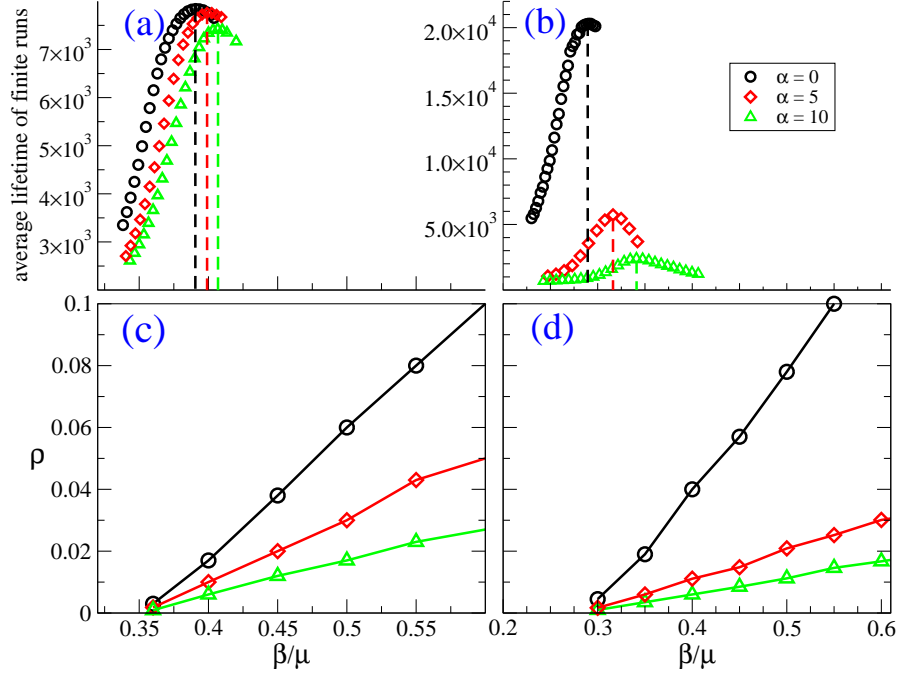 (a)
average lifetime of finite runs
7×10³
6×10³
5×10³
4×10³
3×10³
(b)
2.0×10⁴
1.5×10⁴
1.0×10⁴
5.0×10³
α = 0
α = 5
α = 10
(c)
ρ
0.1
0.08
0.06
0.04
0.02
0
0.35 0.4 0.45 0.5 0.55
β/μ
(d)
0.2 0.3 0.4 0.5 0.6
β/μ